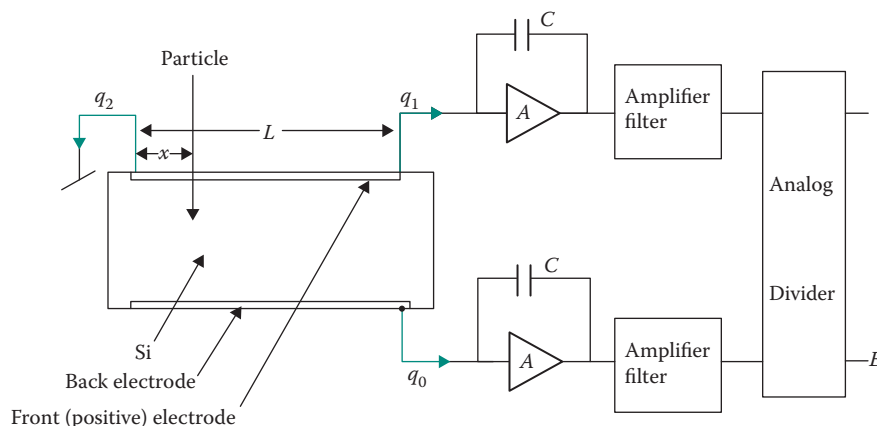 Particle
C
q₂
q₁
L
x
A
Amplifier
filter
Analog
Divider
C
Si
Back electrode
q₀
A
Amplifier
filter
Front (positive) electrode